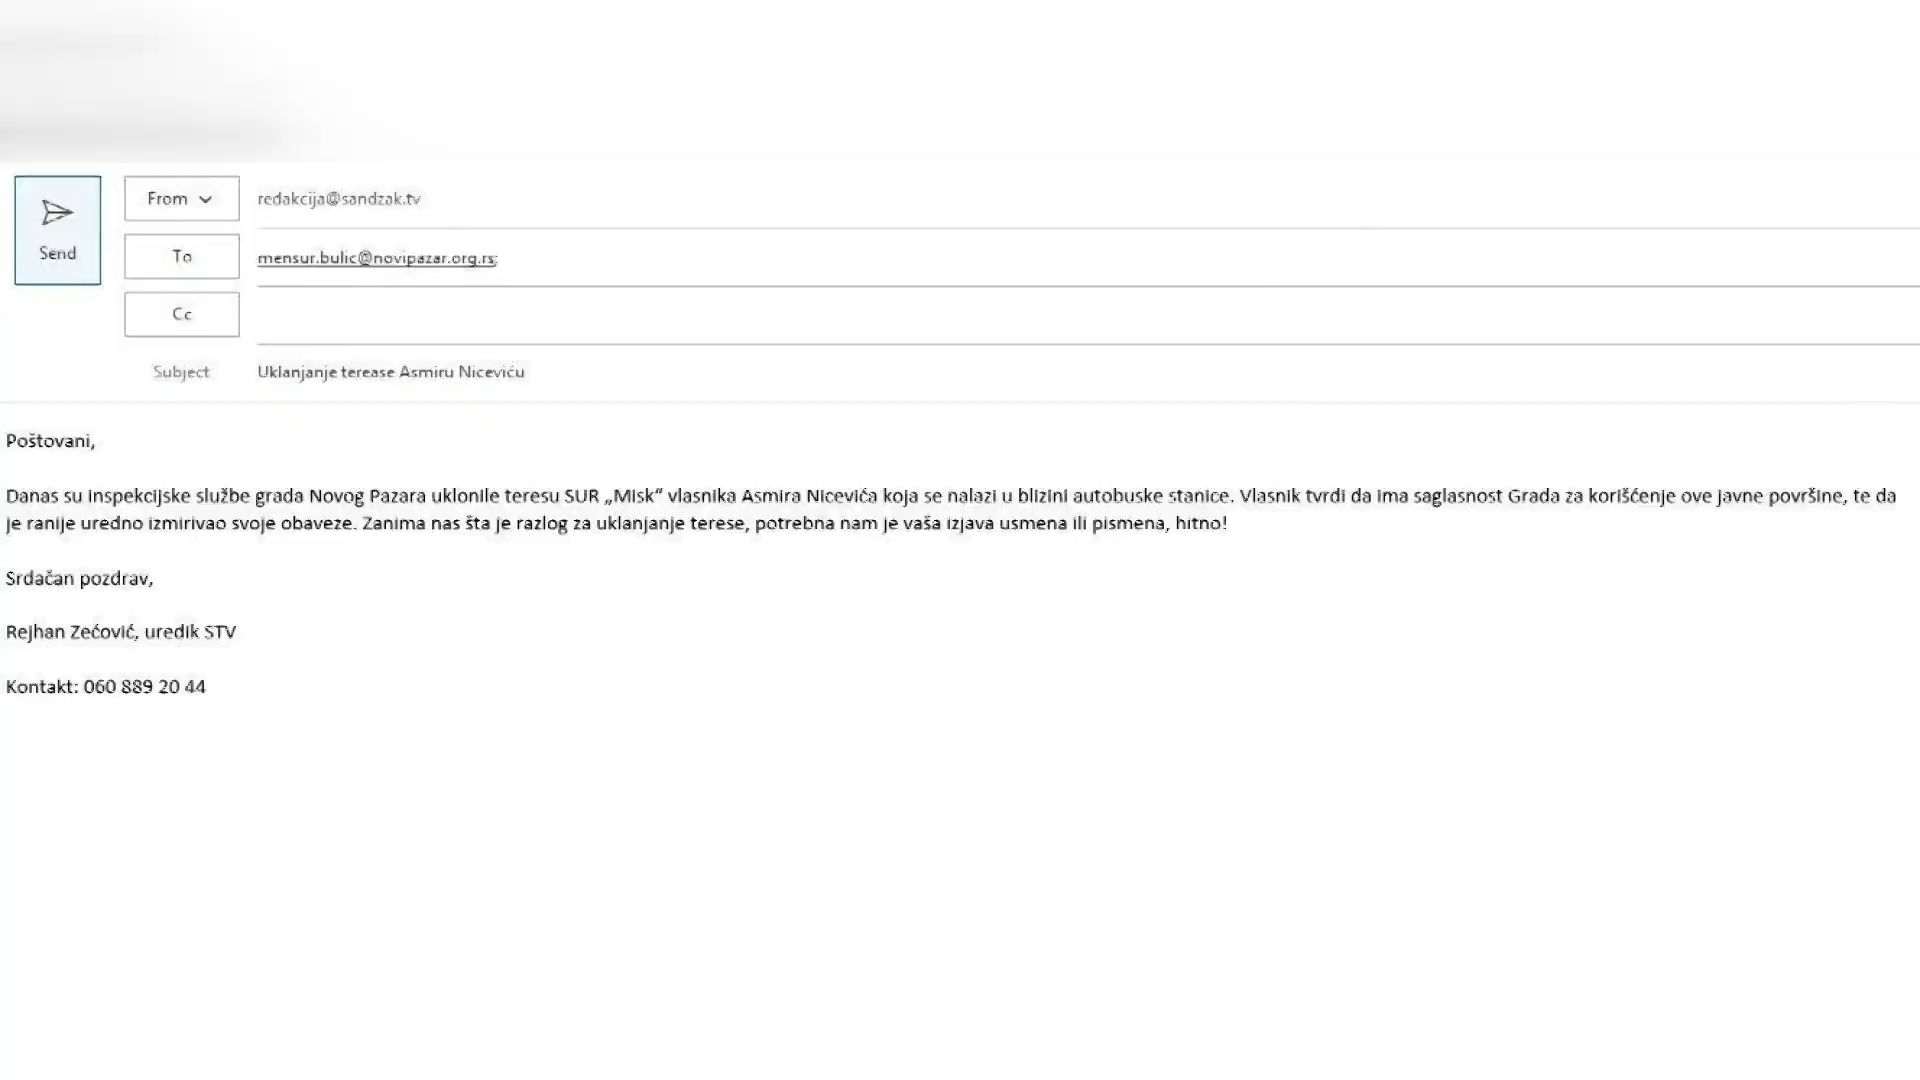 From
redakcija@sandzak.tv
Send
To
mensur.bulic@novipazar.org.rs;
Cc
Subject
Uklanjanje terease Asmiru Niceviću
Poštovani,
Danas su inspekcijske službe grada Novog Pazara uklonile teresu SUR „Misk“ vlasnika Asmira Nicevića koja se nalazi u blizini autobuske stanice. Vlasnik tvrdi da ima saglasnost Grada za korišćenje ove javne površine, te da
je ranije uredno izmirivao svoje obaveze. Zanima nas šta je razlog za uklanjanje terese, potrebna nam je vaša izjava usmena ili pismena, hitno!
Srdačan pozdrav,
Rejhan Zećović, uredik STV
Kontakt: 060 889 20 44